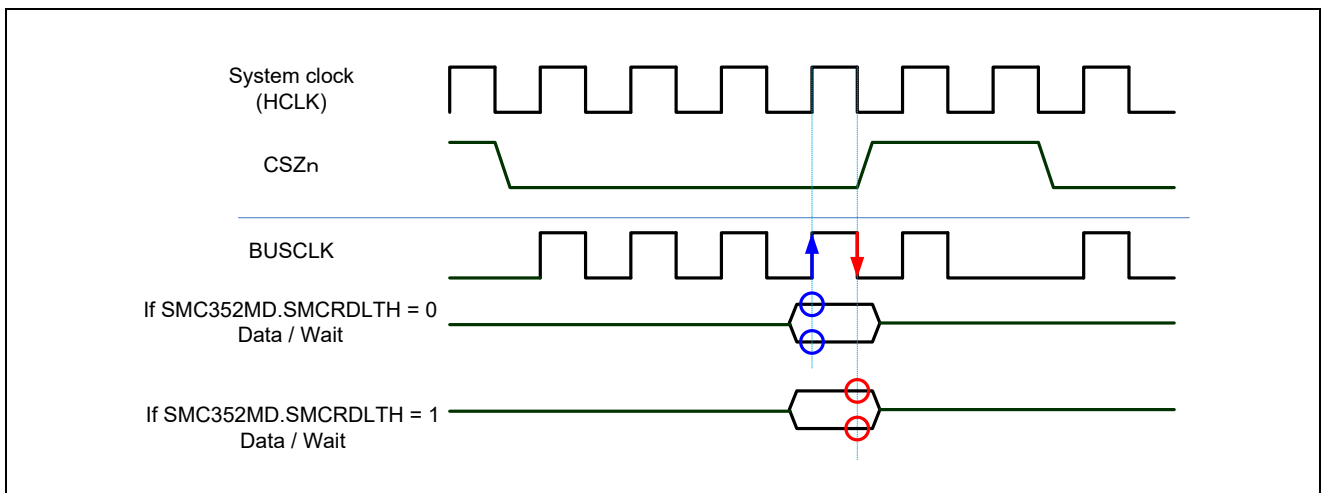 System clock
(HCLK)
CSZn
BUSCLK
If SMC352MD.SMCRDLTH = 0
Data / Wait
If SMC352MD.SMCRDLTH = 1
Data / Wait